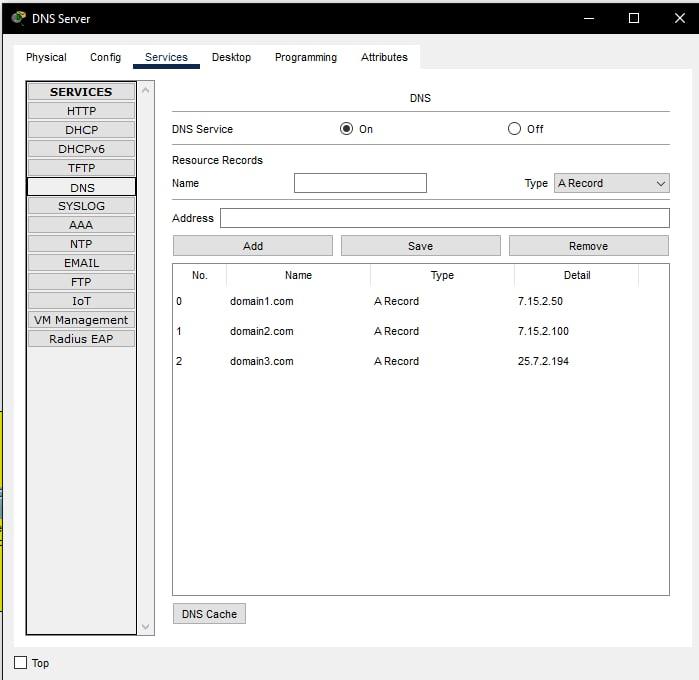 DNS Server
Physical Config Services Desktop Programming Attributes
SERVICES
HTTP
DHCP
DHCPv6
TFTP
DNS
SYSLOG
AAA
NTP
EMAIL
FTP
IoT
VM Management
Radius EAP
DNS
DNS Service On Off
Resource Records
Name Type A Record
Address
Add Save Remove
No. Name Type Detail
0 domain1.com A Record 7.15.2.50
1 domain2.com A Record 7.15.2.100
2 domain3.com A Record 25.7.2.194
DNS Cache
Top